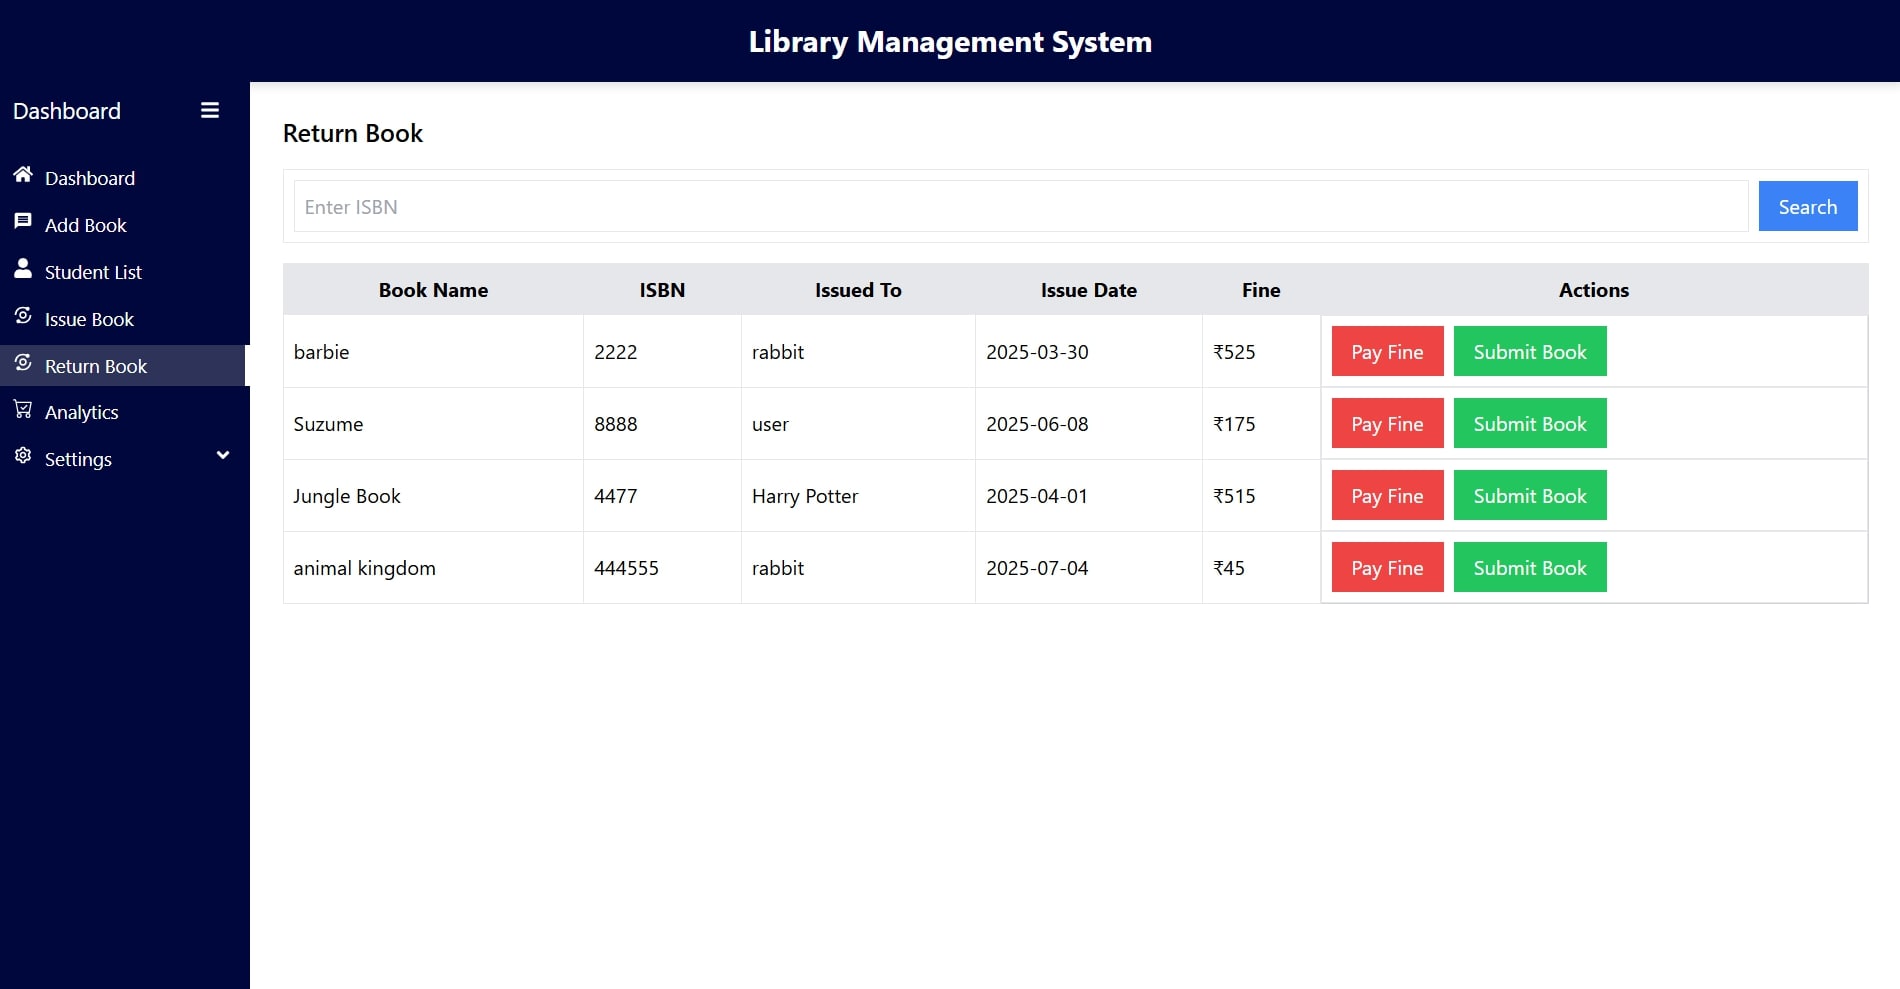 Library Management System
Dashboard
Dashboard
Add Book
Student List
Issue Book
Return Book
Analytics
Settings
Return Book
Enter ISBN
Search
Book Name ISBN Issued To Issue Date Fine Actions
barbie 2222 rabbit 2025-03-30 ₹525 Pay Fine Submit Book
Suzume 8888 user 2025-06-08 ₹175 Pay Fine Submit Book
Jungle Book 4477 Harry Potter 2025-04-01 ₹515 Pay Fine Submit Book
animal kingdom 444555 rabbit 2025-07-04 ₹45 Pay Fine Submit Book